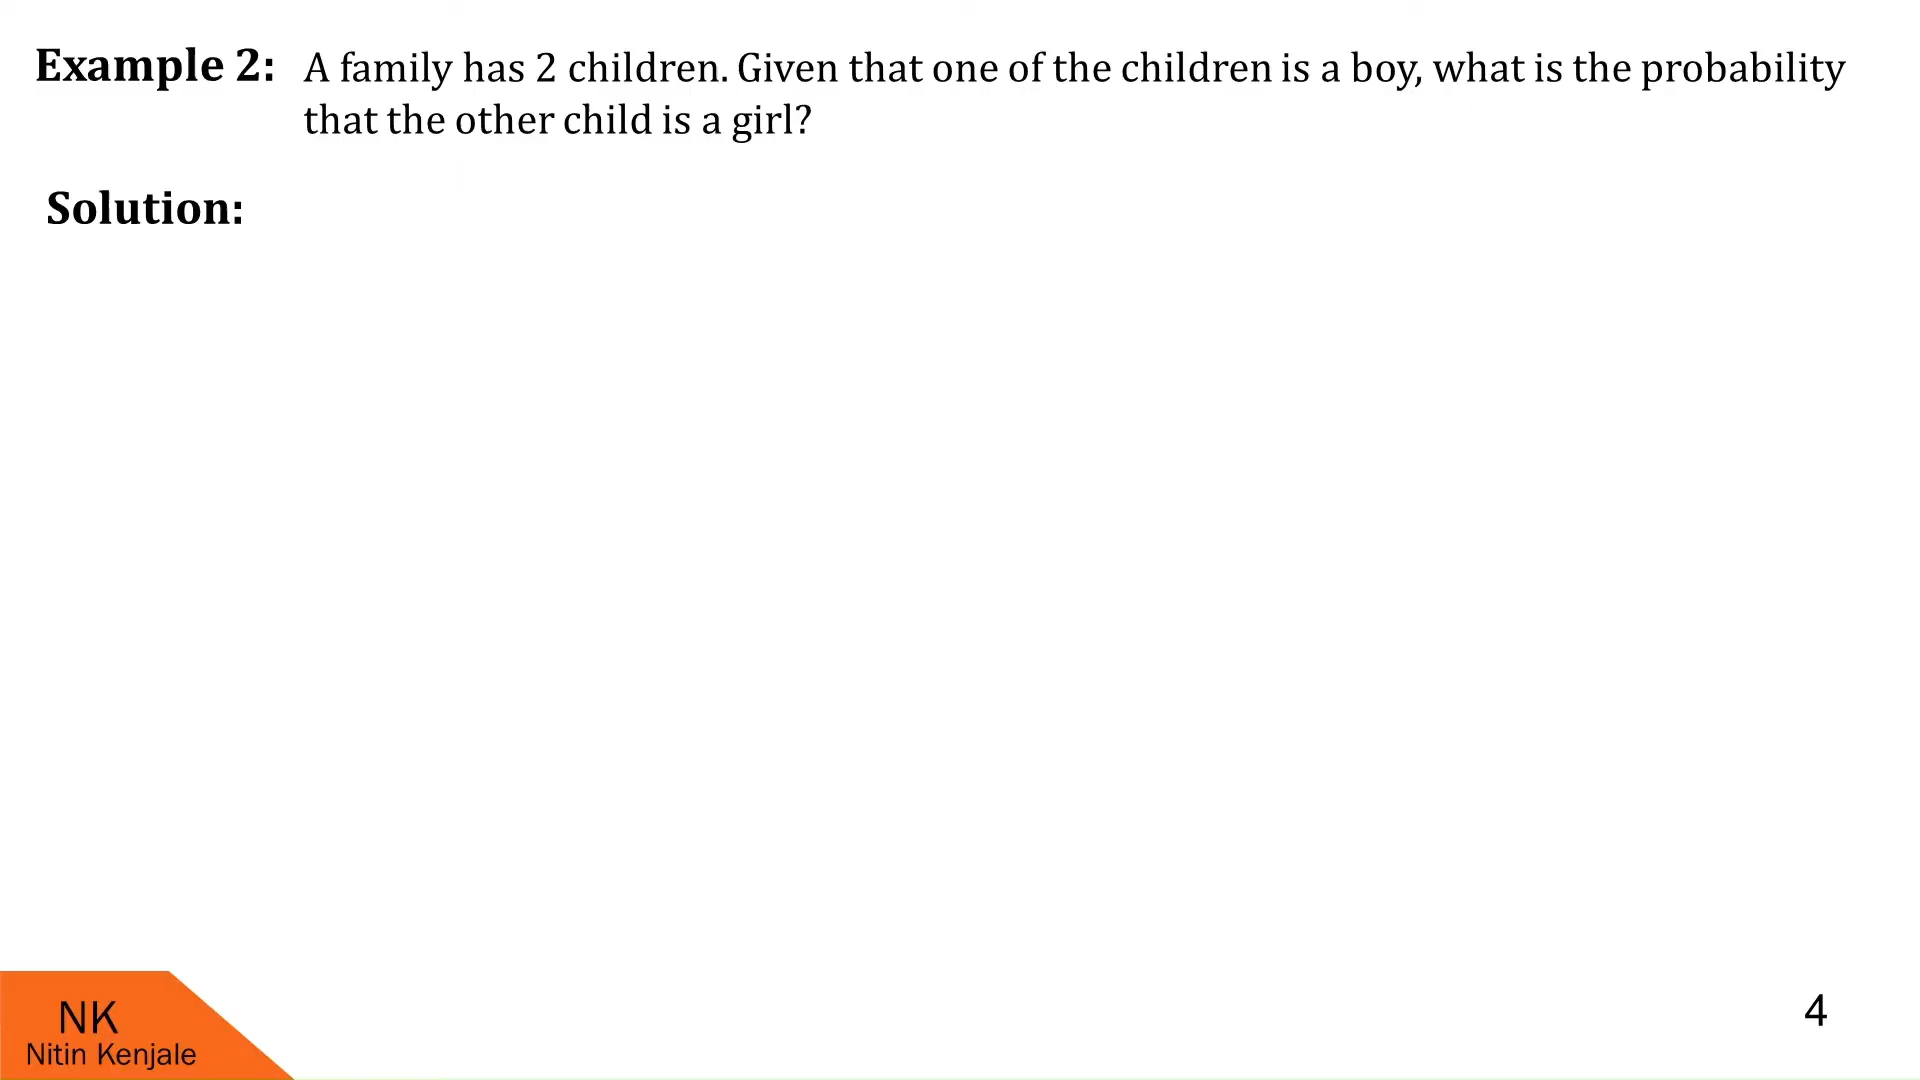 Example 2: A family has 2 children. Given that one of the children is a boy, what is the probability
that the other child is a girl?
Solution:
NK
Nitin Kenjale
4